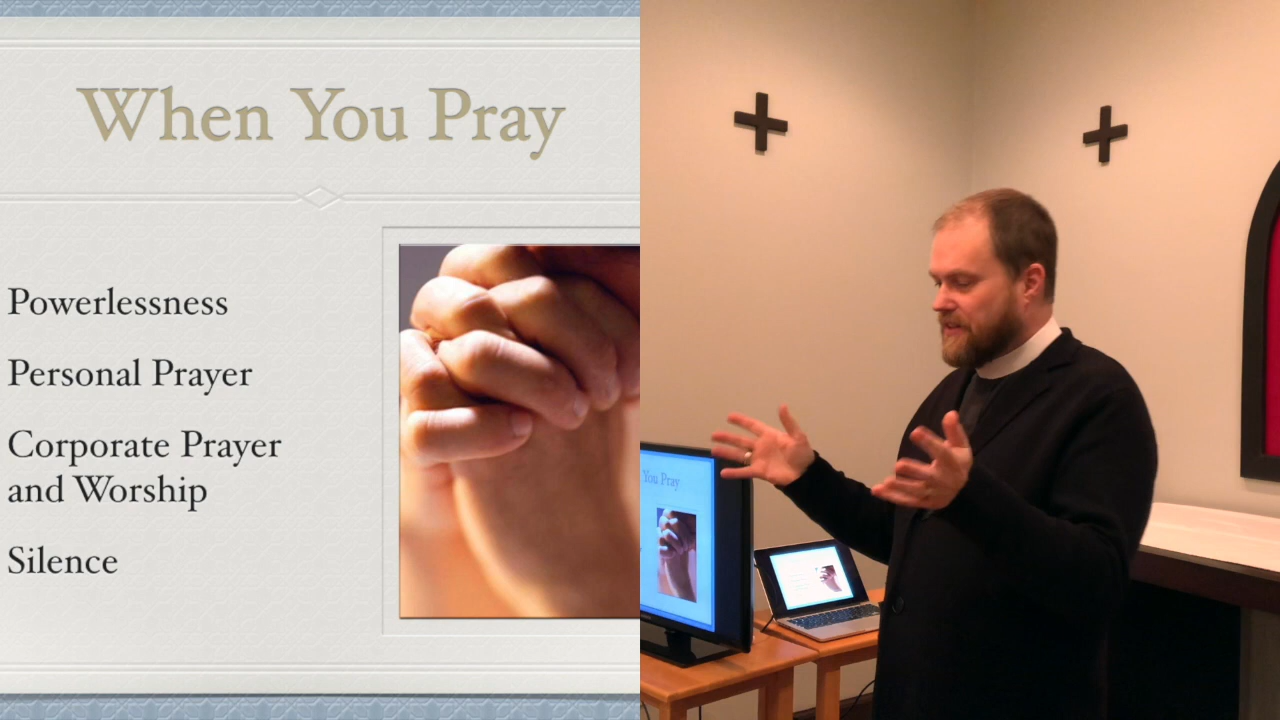 When You Pray
Powerlessness
Personal Prayer
Corporate Prayer
and Worship
Silence
You Pray